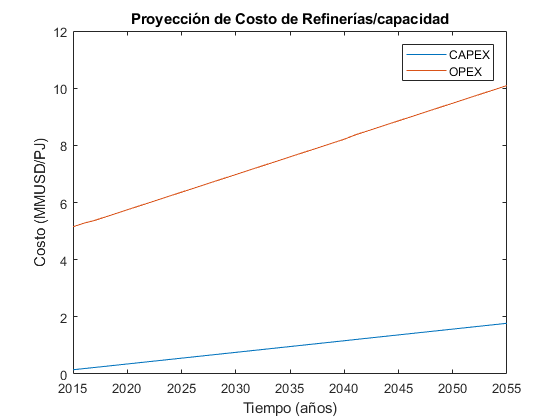 Proyección de Costo de Refinerías/capacidad
12
10
8
6
4
2
0
Costo (MMUSD/PJ)
CAPEX
OPEX
2015 2020 2025 2030 2035 2040 2045 2050 2055
Tiempo (años)